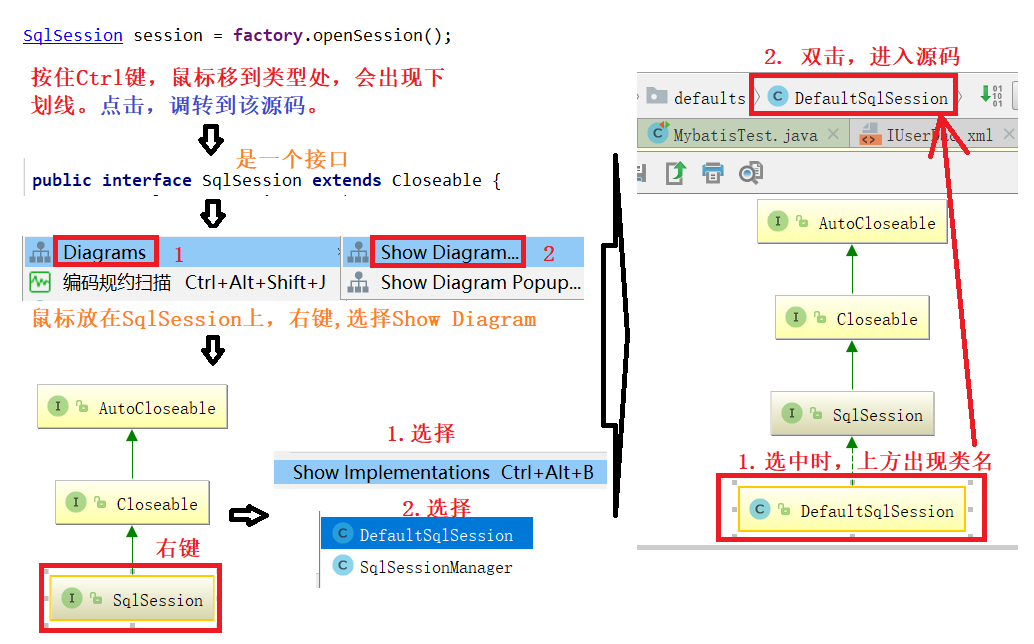 SqlSession session = factory.openSession();
按住Ctrl键，鼠标移到类型处，会出现下
划线。点击，调转到该源码。
是一个接口
public interface SqlSession extends Closeable {
Diagrams 1
Show Diagram... 2
编码规约扫描 Ctrl+Alt+Shift+J
Show Diagram Popup...
鼠标放在SqlSession上，右键,选择Show Diagram
I AutoCloseable
I Closeable
右键
I SqlSession
1.选择
Show Implementations Ctrl+Alt+B
2.选择
C DefaultSqlSession
C SqlSessionManager
2. 双击，进入源码
defaults
C DefaultSqlSession
C MybatisTest.java
xml
I AutoCloseable
I Closeable
I SqlSession
1.选中时，上方出现类名
C DefaultSqlSession